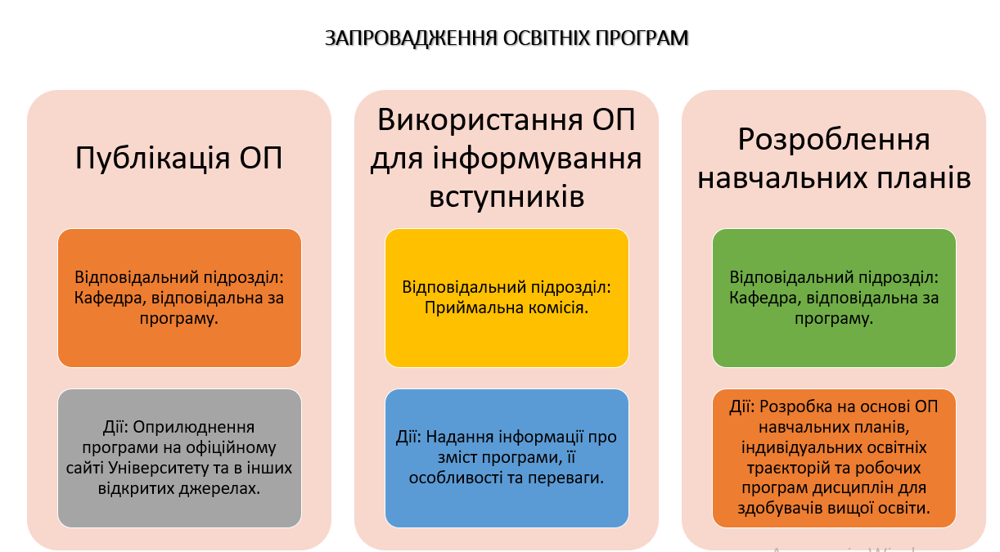 ЗАПРОВАДЖЕННЯ ОСВІТНІХ ПРОГРАМ
Публікація ОП
Відповідальний підрозділ:
Кафедра, відповідальна за
програму.
Дії: Оприлюднення
програми на офіційному
сайті Університету та в інших
відкритих джерелах.
Використання ОП
для інформування
вступників
Відповідальний підрозділ:
Приймальна комісія.
Дії: Надання інформації про
зміст програми, її
особливості та переваги.
Розроблення
навчальних планів
Відповідальний підрозділ:
Кафедра, відповідальна за
програму.
Дії: Розробка на основі ОП
навчальних планів,
індивідуальних освітніх
траєкторій та робочих
програм дисциплін для
здобувачів вищої освіти.